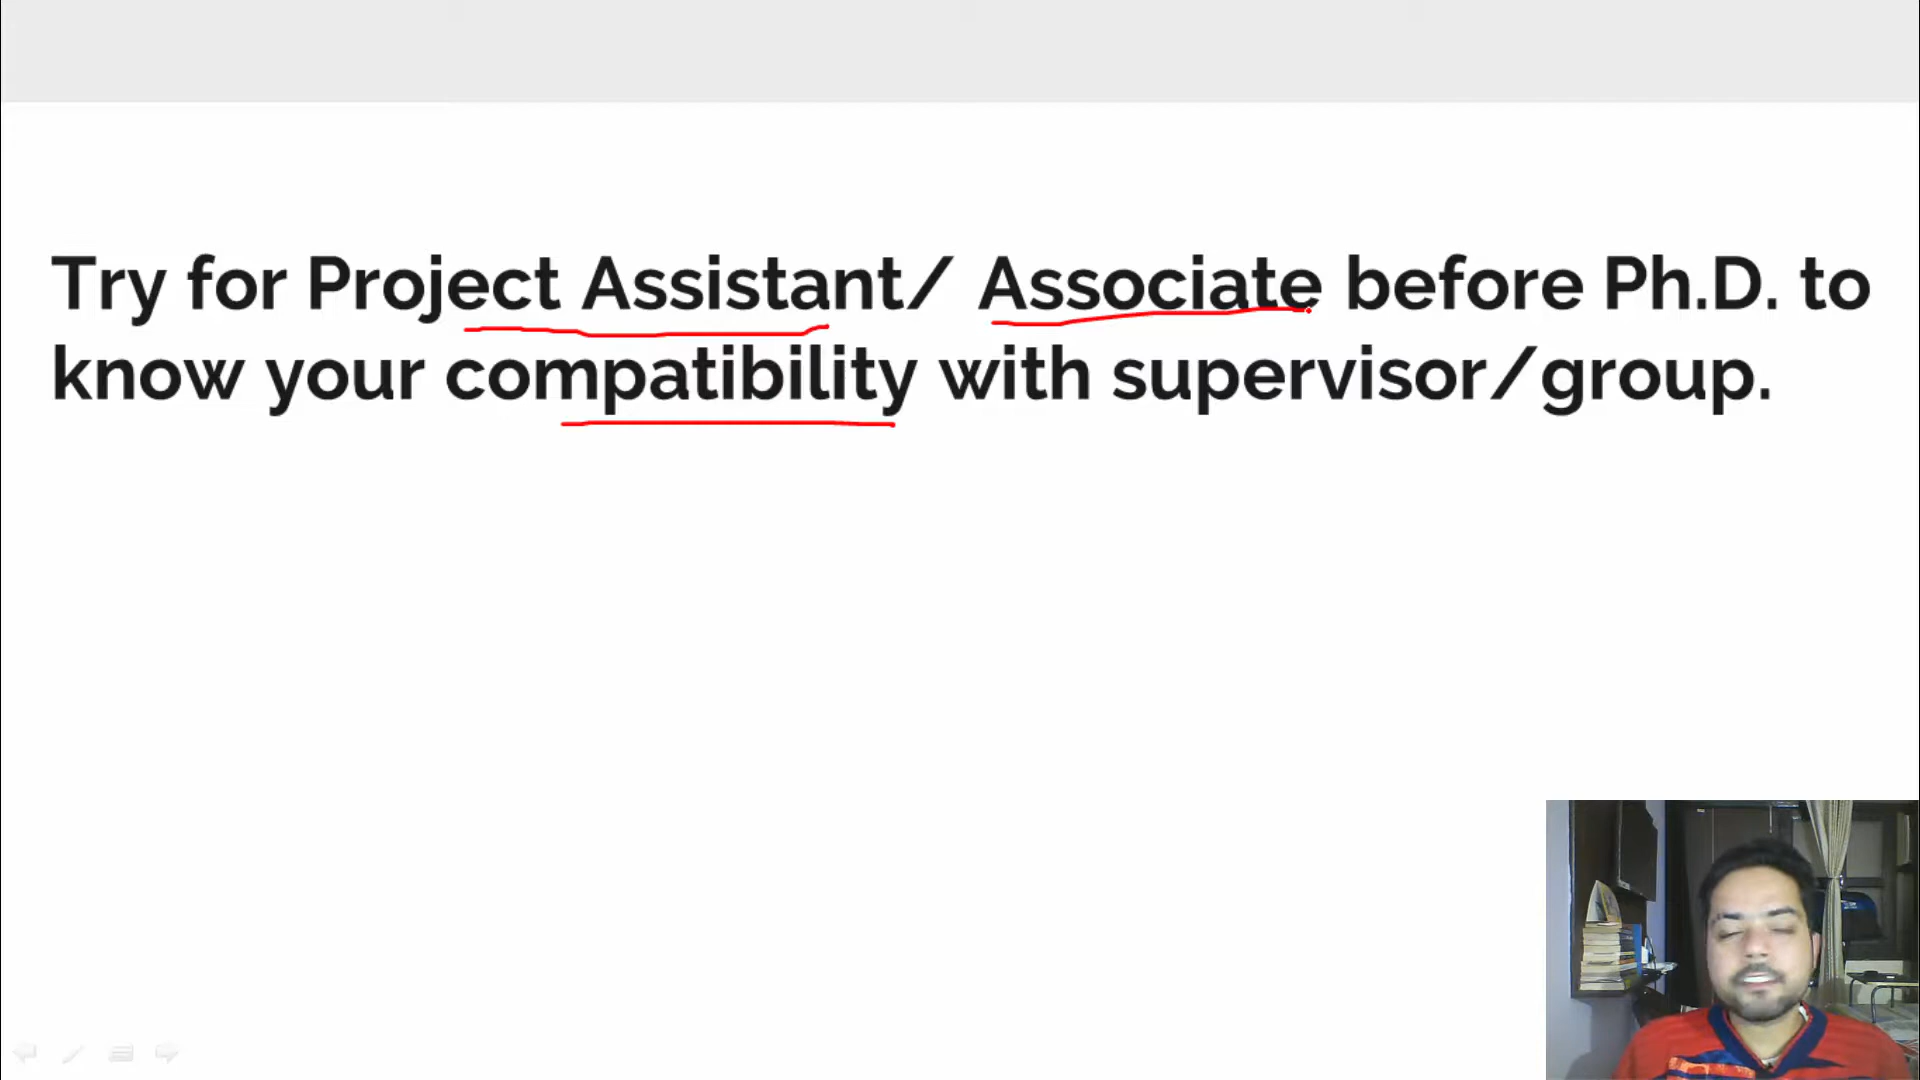 Try for Project Assistant/ Associate before Ph.D. to
know your compatibility with supervisor/group.